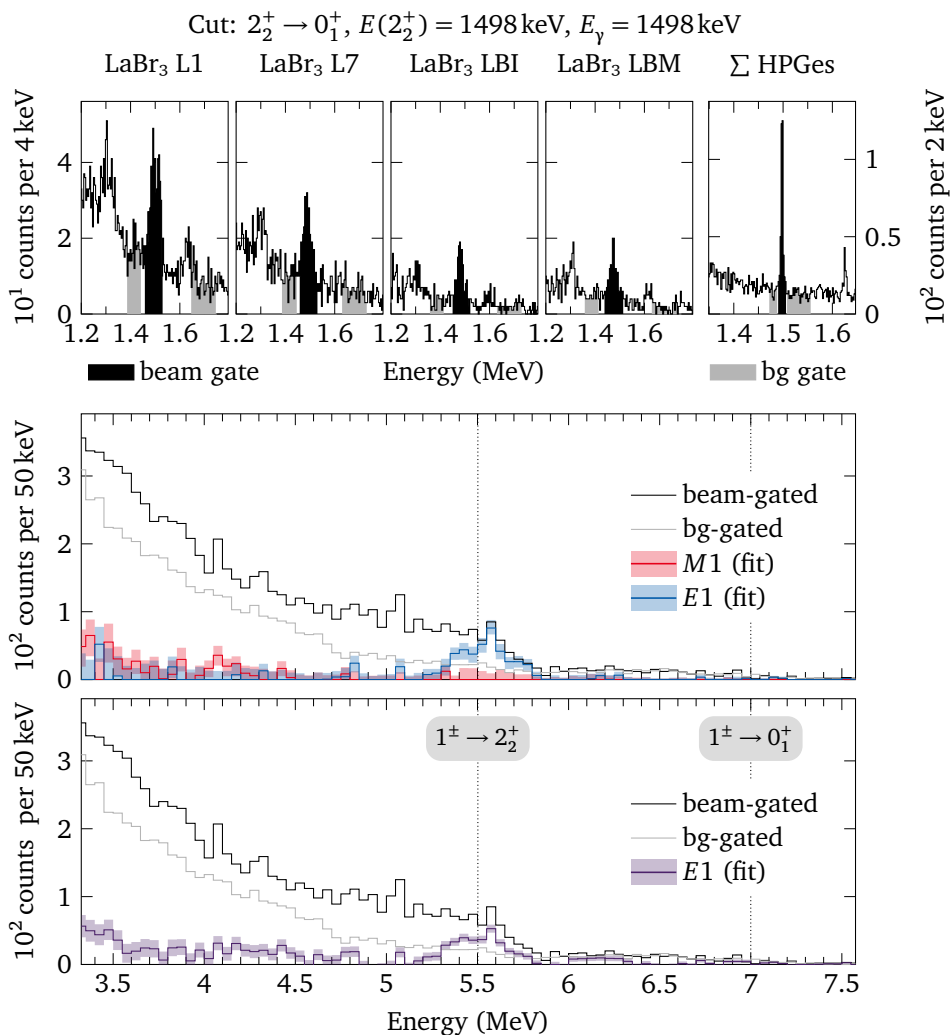 Cut: 2₂⁺ → 0₁⁺, E(2₂⁺) = 1498 keV, Eγ = 1498 keV
LaBr₃ L1 LaBr₃ L7 LaBr₃ LBI LaBr₃ LBM ∑ HPGes
10¹ counts per 4 keV
0 2 4
1.2 1.4 1.6 1.2 1.4 1.6 1.2 1.4 1.6 1.2 1.4 1.6 1.4 1.5 1.6
0 0.5 1
10² counts per 2 keV
beam gate Energy (MeV) bg gate
10² counts per 50 keV
3
2
1
0
beam-gated
bg-gated
M1 (fit)
E1 (fit)
10² counts per 50 keV
3
2
1
0
1± → 2₂⁺ 1± → 0₁⁺
beam-gated
bg-gated
E1 (fit)
3.5 4 4.5 5 5.5 6 6.5 7 7.5
Energy (MeV)